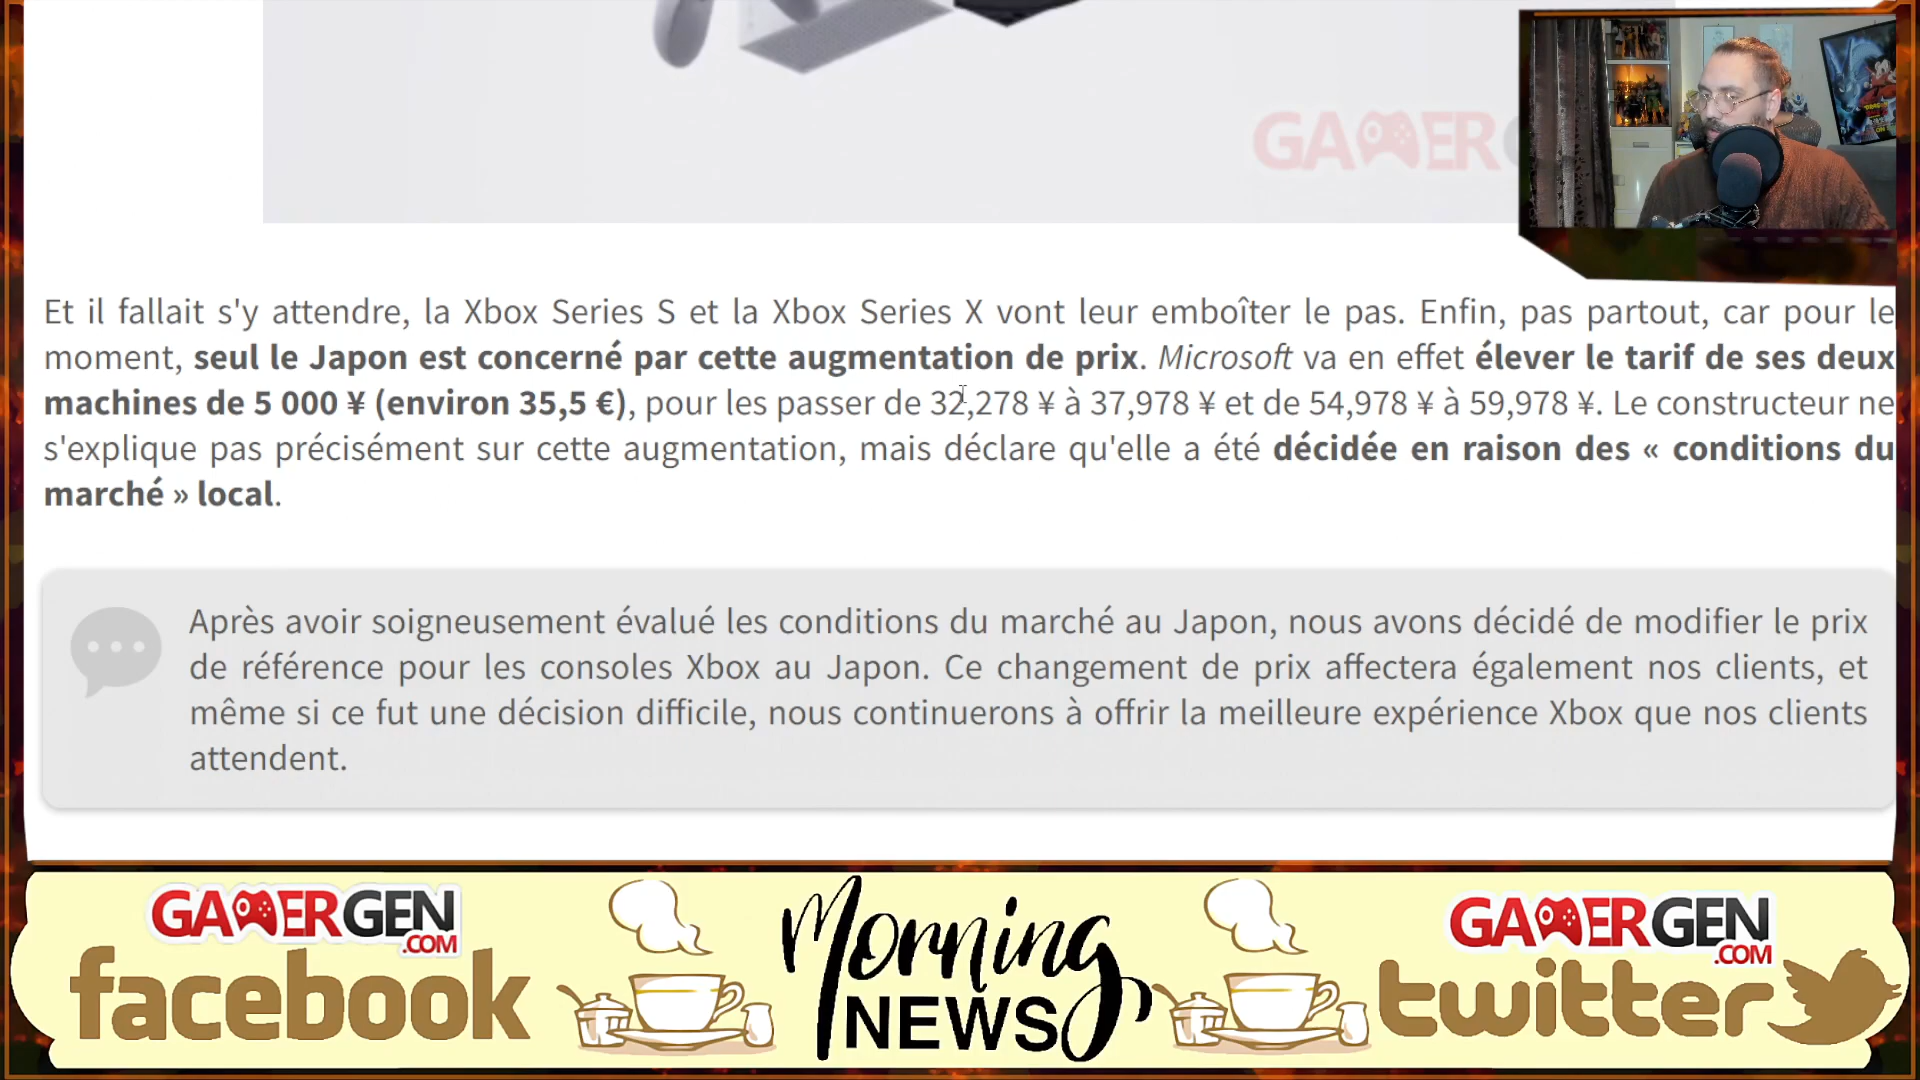 GAMERG
Et il fallait s'y attendre, la Xbox Series S et la Xbox Series X vont leur emboîter le pas. Enfin, pas partout, car pour le
moment, seul le Japon est concerné par cette augmentation de prix. Microsoft va en effet élever le tarif de ses deux
machines de 5 000 ¥ (environ 35,5 €), pour les passer de 32,278 ¥ à 37,978 ¥ et de 54,978 ¥ à 59,978 ¥. Le constructeur ne
s'explique pas précisément sur cette augmentation, mais déclare qu'elle a été décidée en raison des « conditions du
marché » local.
Après avoir soigneusement évalué les conditions du marché au Japon, nous avons décidé de modifier le prix
de référence pour les consoles Xbox au Japon. Ce changement de prix affectera également nos clients, et
même si ce fut une décision difficile, nous continuerons à offrir la meilleure expérience Xbox que nos clients
attendent.
GAMERGEN
.COM
facebook
Morning
NEWS
GAMERGEN
.COM
twitter